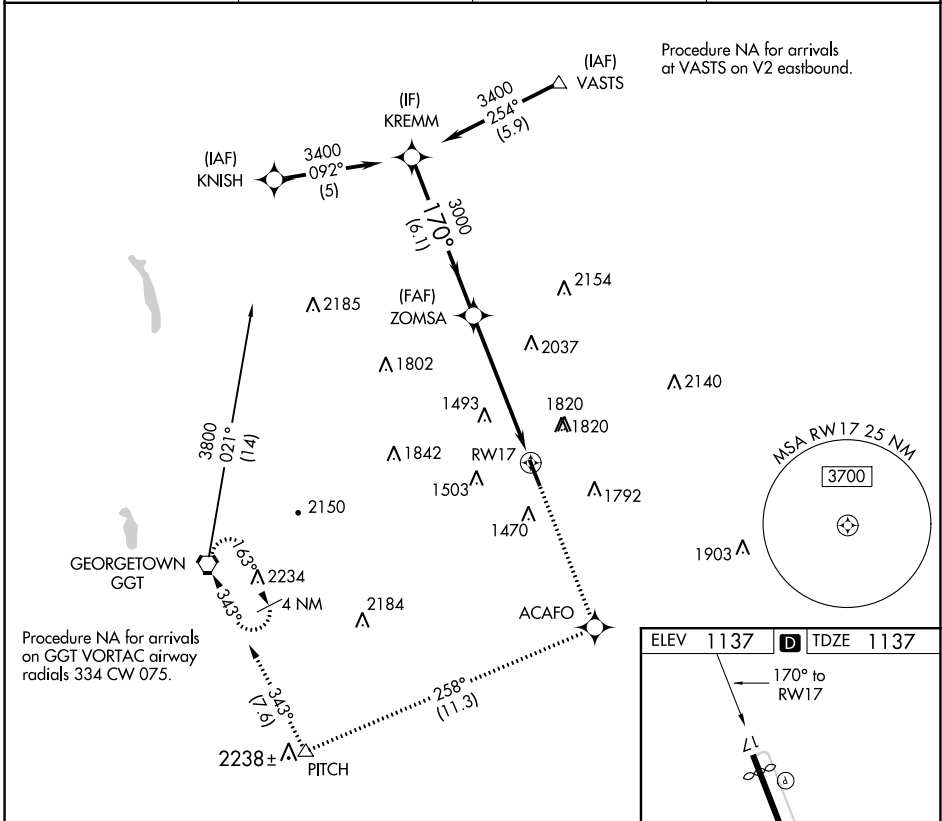 Procedure NA for arrivals
at VASTS on V2 eastbound.
(IAF)
VASTS
3400
254°
(5.9)
(IF)
KREMM
(IAF)
KNISH
3400
092°
(5)
3000
170°
(6.1)
2154
2185
(FAF)
ZOMSA
2037
1802
2140
1493
1820
1820
3800
021°
(14)
1842
RW17
MSA RW17 25 NM
3700
1503
1792
2150
1470
1903
GEORGETOWN
GGT
163°
2234
343°
4 NM
2184
ACAFO
Procedure NA for arrivals
on GGT VORTAC airway
radials 334 CW 075.
343°
(7.6)
258°
(11.3)
2238±
PITCH
ELEV 1137 D TDZE 1137
170° to
RW17
17
P